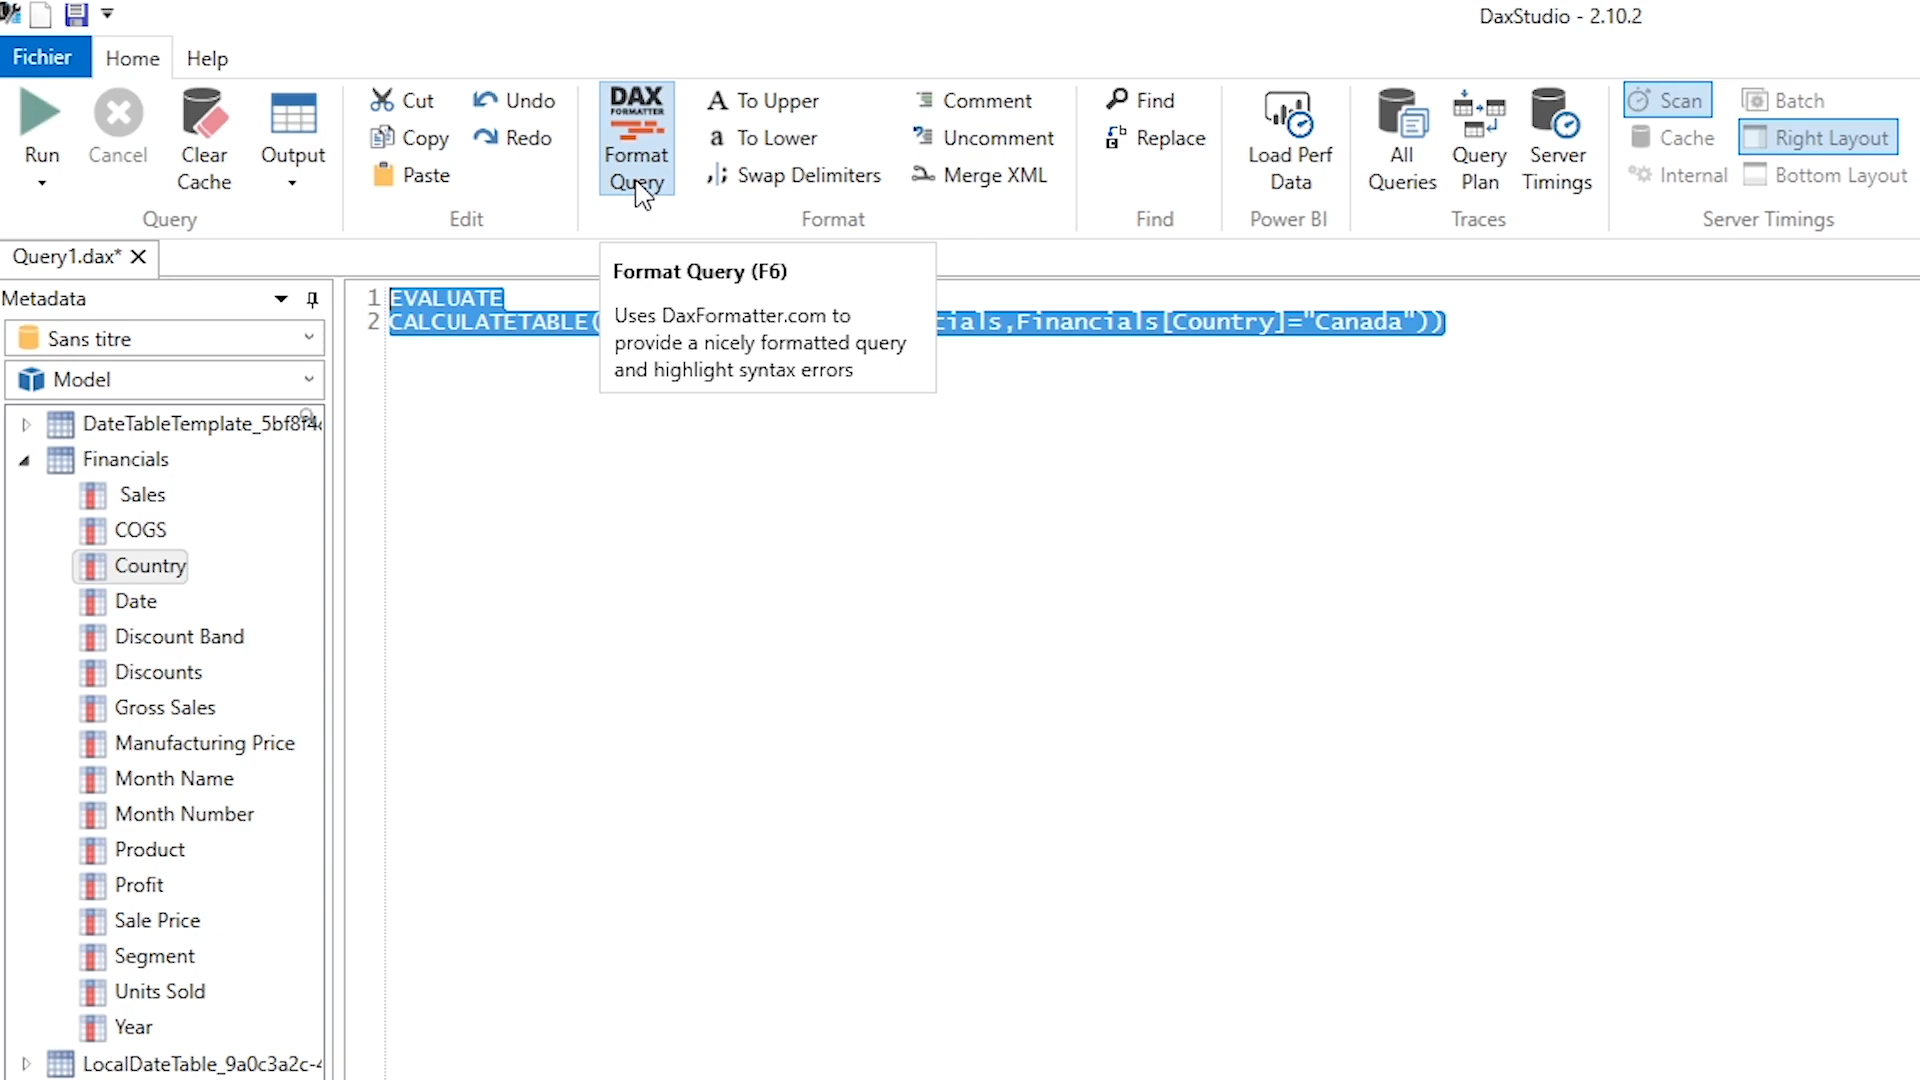 DaxStudio - 2.10.2
Fichier
Home
Help
Run
Cancel
Clear
Cache
Output
Query
Cut
Copy
Paste
Undo
Redo
Edit
DAX
FORMATTER
Format
Query
A To Upper
a To Lower
Swap Delimiters
Comment
Uncomment
Merge XML
Format
Find
Replace
Find
Load Perf
Data
Power BI
All
Queries
Query
Plan
Server
Timings
Traces
Scan
Cache
Internal
Batch
Right Layout
Bottom Layout
Server Timings
Query1.dax*
Metadata
Sans titre
Model
DateTableTemplate_5bf8f4
Financials
Sales
COGS
Country
Date
Discount Band
Discounts
Gross Sales
Manufacturing Price
Month Name
Month Number
Product
Profit
Sale Price
Segment
Units Sold
Year
LocalDateTable_9a0c3a2c-4
1 EVALUATE
2 CALCULATETABLE( cials,Financials[Country]="Canada"))
Format Query (F6)
Uses DaxFormatter.com to
provide a nicely formatted query
and highlight syntax errors